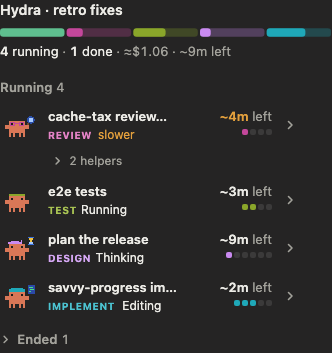 Hydra · retro fixes
4 running · 1 done · ≈$1.06 · ~9m left
Running 4
cache-tax review... ~4m left
REVIEW slower
2 helpers
e2e tests ~3m left
TEST Running
plan the release ~9m left
DESIGN Thinking
savvy-progress im... ~2m left
IMPLEMENT Editing
Ended 1